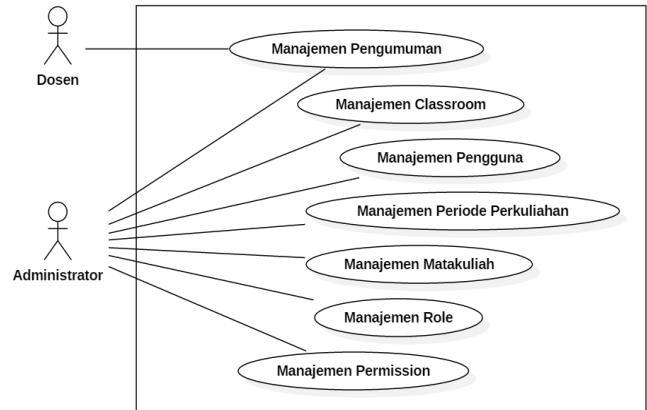 Dosen
Manajemen Pengumuman
Manajemen Classroom
Manajemen Pengguna
Manajemen Periode Perkuliahan
Administrator
Manajemen Matakuliah
Manajemen Role
Manajemen Permission